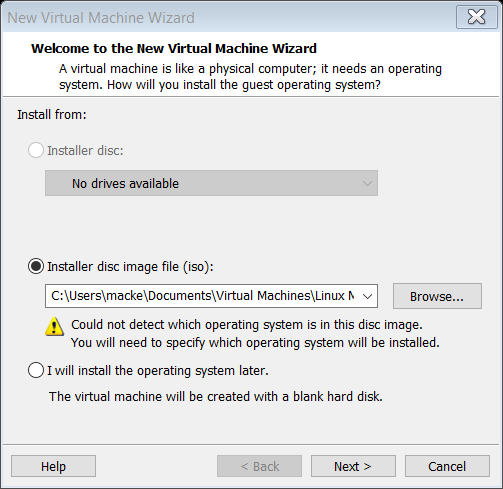 New Virtual Machine Wizard
Welcome to the New Virtual Machine Wizard
A virtual machine is like a physical computer; it needs an operating
system. How will you install the guest operating system?
Install from:
Installer disc:
No drives available
Installer disc image file (iso):
C:\Users\macke\Documents\Virtual Machines\Linux M
Browse...
Could not detect which operating system is in this disc image.
You will need to specify which operating system will be installed.
I will install the operating system later.
The virtual machine will be created with a blank hard disk.
Help
< Back
Next >
Cancel